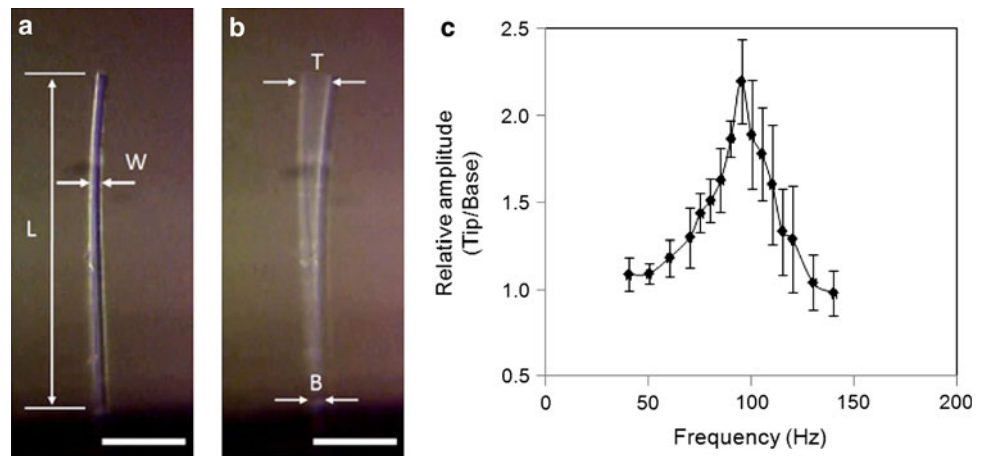 a
L
W
b
T
B
c
Relative amplitude
(Tip/Base)
2.5
2.0
1.5
1.0
0.5
0
50
100
150
200
Frequency (Hz)